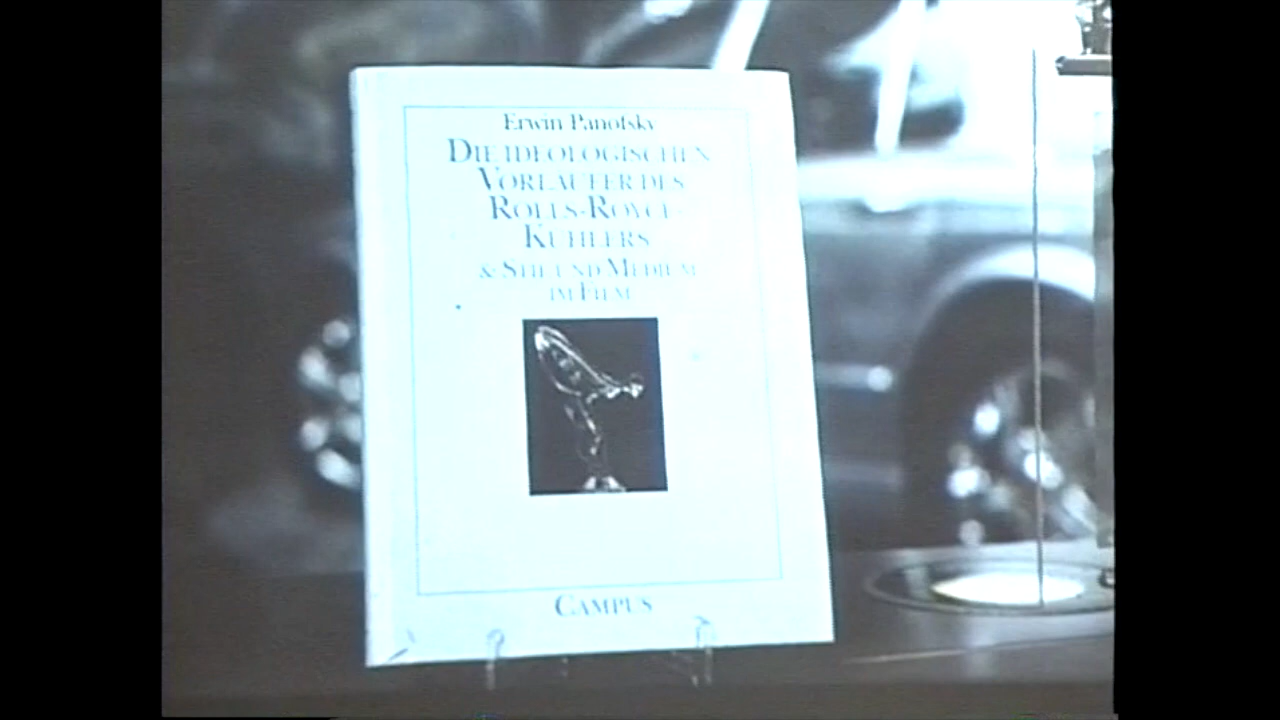 Erwin Panofsky
DIE IDEOLOGISCHEN
VORLÄUFER DES
ROLLS-ROYCE-
KÜHLERS
& STIL UND MEDIUM
IM FILM
CAMPUS